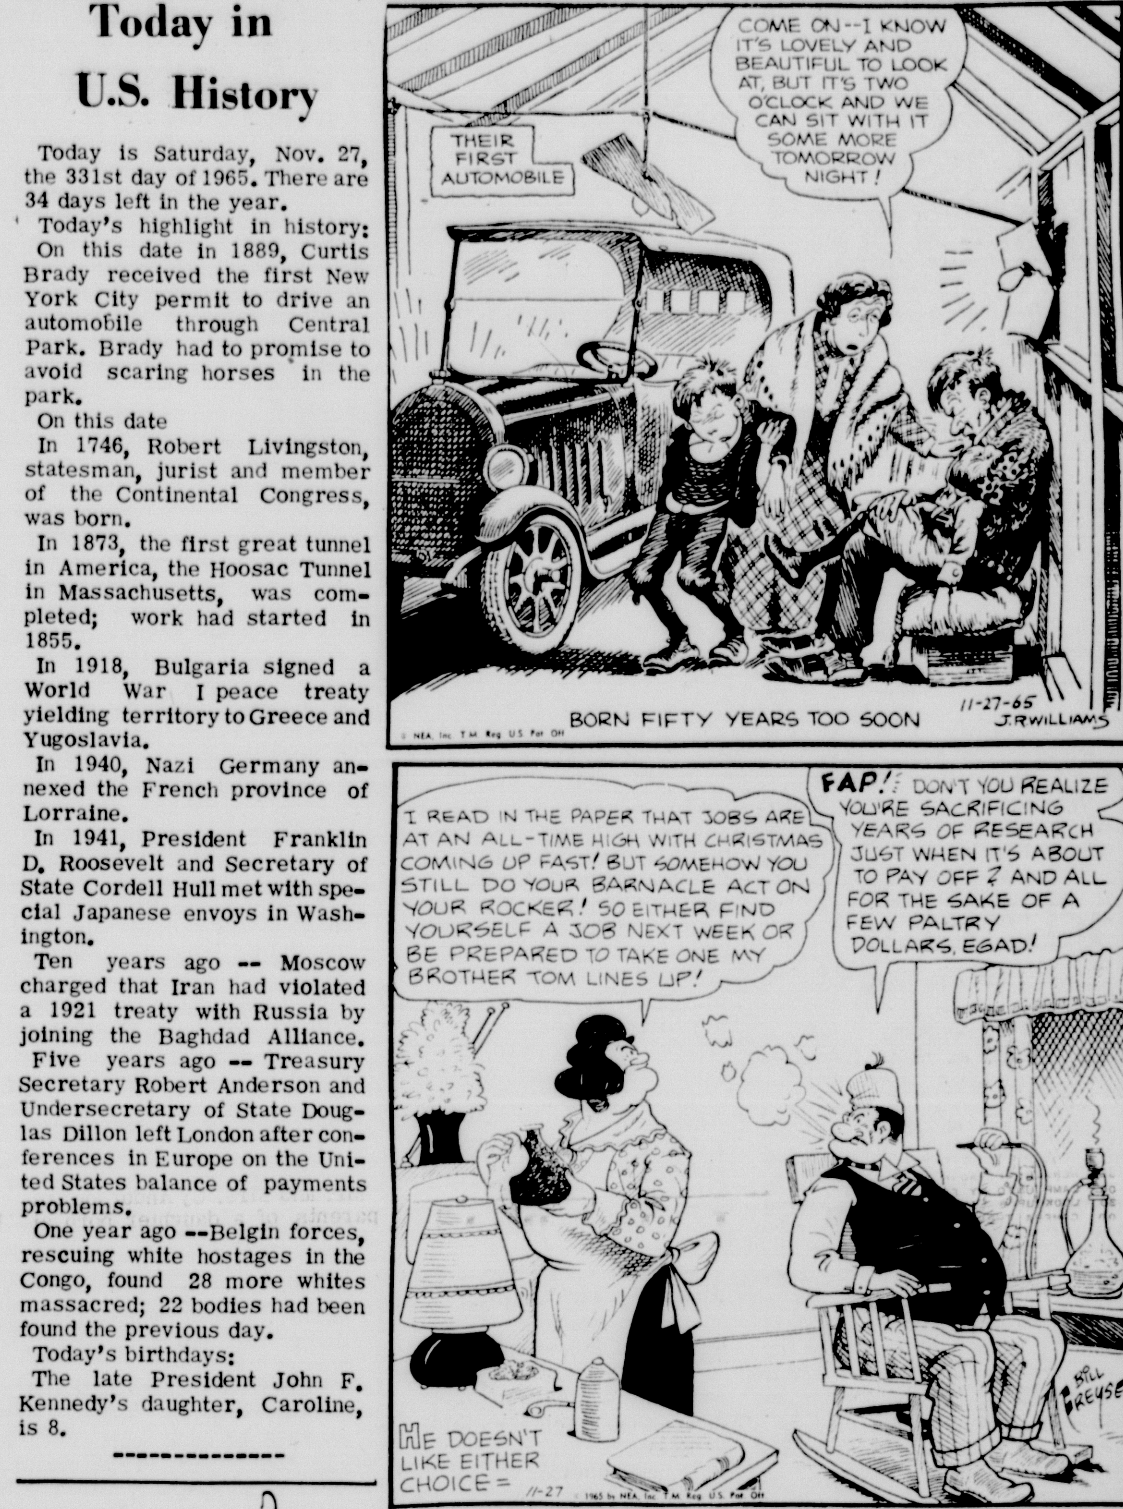 Today in
U.S. History
Today is Saturday, Nov. 27,
the 331st day of 1965. There are
34 days left in the year.
Today's highlight in history:
On this date in 1889, Curtis
Brady received the first New
York City permit to drive an
automobile through Central
Park. Brady had to promise to
avoid scaring horses in the
park.
On this date
In 1746, Robert Livingston,
statesman, jurist and member
of the Continental Congress,
was born.
In 1873, the first great tunnel
in America, the Hoosac Tunnel
in Massachusetts, was com-
pleted; work had started in
1855.
In 1918, Bulgaria signed a
World War I peace treaty
yielding territory to Greece and
Yugoslavia.
In 1940, Nazi Germany an-
nexed the French province of
Lorraine.
In 1941, President Franklin
D. Roosevelt and Secretary of
State Cordell Hull met with spe-
cial Japanese envoys in Wash-
ington.
Ten years ago -- Moscow
charged that Iran had violated
a 1921 treaty with Russia by
joining the Baghdad Alliance.
Five years ago -- Treasury
Secretary Robert Anderson and
Undersecretary of State Doug-
las Dillon left London after con-
ferences in Europe on the Uni-
ted States balance of payments
problems.
One year ago --Belgin forces,
rescuing white hostages in the
Congo, found 28 more whites
massacred; 22 bodies had been
found the previous day.
Today's birthdays:
The late President John F.
Kennedy's daughter, Caroline,
is 8.
COME ON--I KNOW
IT'S LOVELY AND
BEAUTIFUL TO LOOK
AT, BUT IT'S TWO
O'CLOCK AND WE
CAN SIT WITH IT
SOME MORE
TOMORROW
NIGHT!
THEIR
FIRST
AUTOMOBILE
11-27-65
J.R.WILLIAMS
BORN FIFTY YEARS TOO SOON
© NEA, Inc. T.M. Reg. U.S. Pat. Off.
I READ IN THE PAPER THAT JOBS ARE
AT AN ALL-TIME HIGH WITH CHRISTMAS
COMING UP FAST! BUT SOMEHOW YOU
STILL DO YOUR BARNACLE ACT ON
YOUR ROCKER! SO EITHER FIND
YOURSELF A JOB NEXT WEEK OR
BE PREPARED TO TAKE ONE MY
BROTHER TOM LINES UP!
FAP! DON'T YOU REALIZE
YOU'RE SACRIFICING
YEARS OF RESEARCH
JUST WHEN IT'S ABOUT
TO PAY OFF? AND ALL
FOR THE SAKE OF A
FEW PALTRY
DOLLARS, EGAD!
BILL
FREYSE
HE DOESN'T
LIKE EITHER
CHOICE=
11-27
© 1965 by NEA, Inc. T.M. Reg. U.S. Pat. Off.